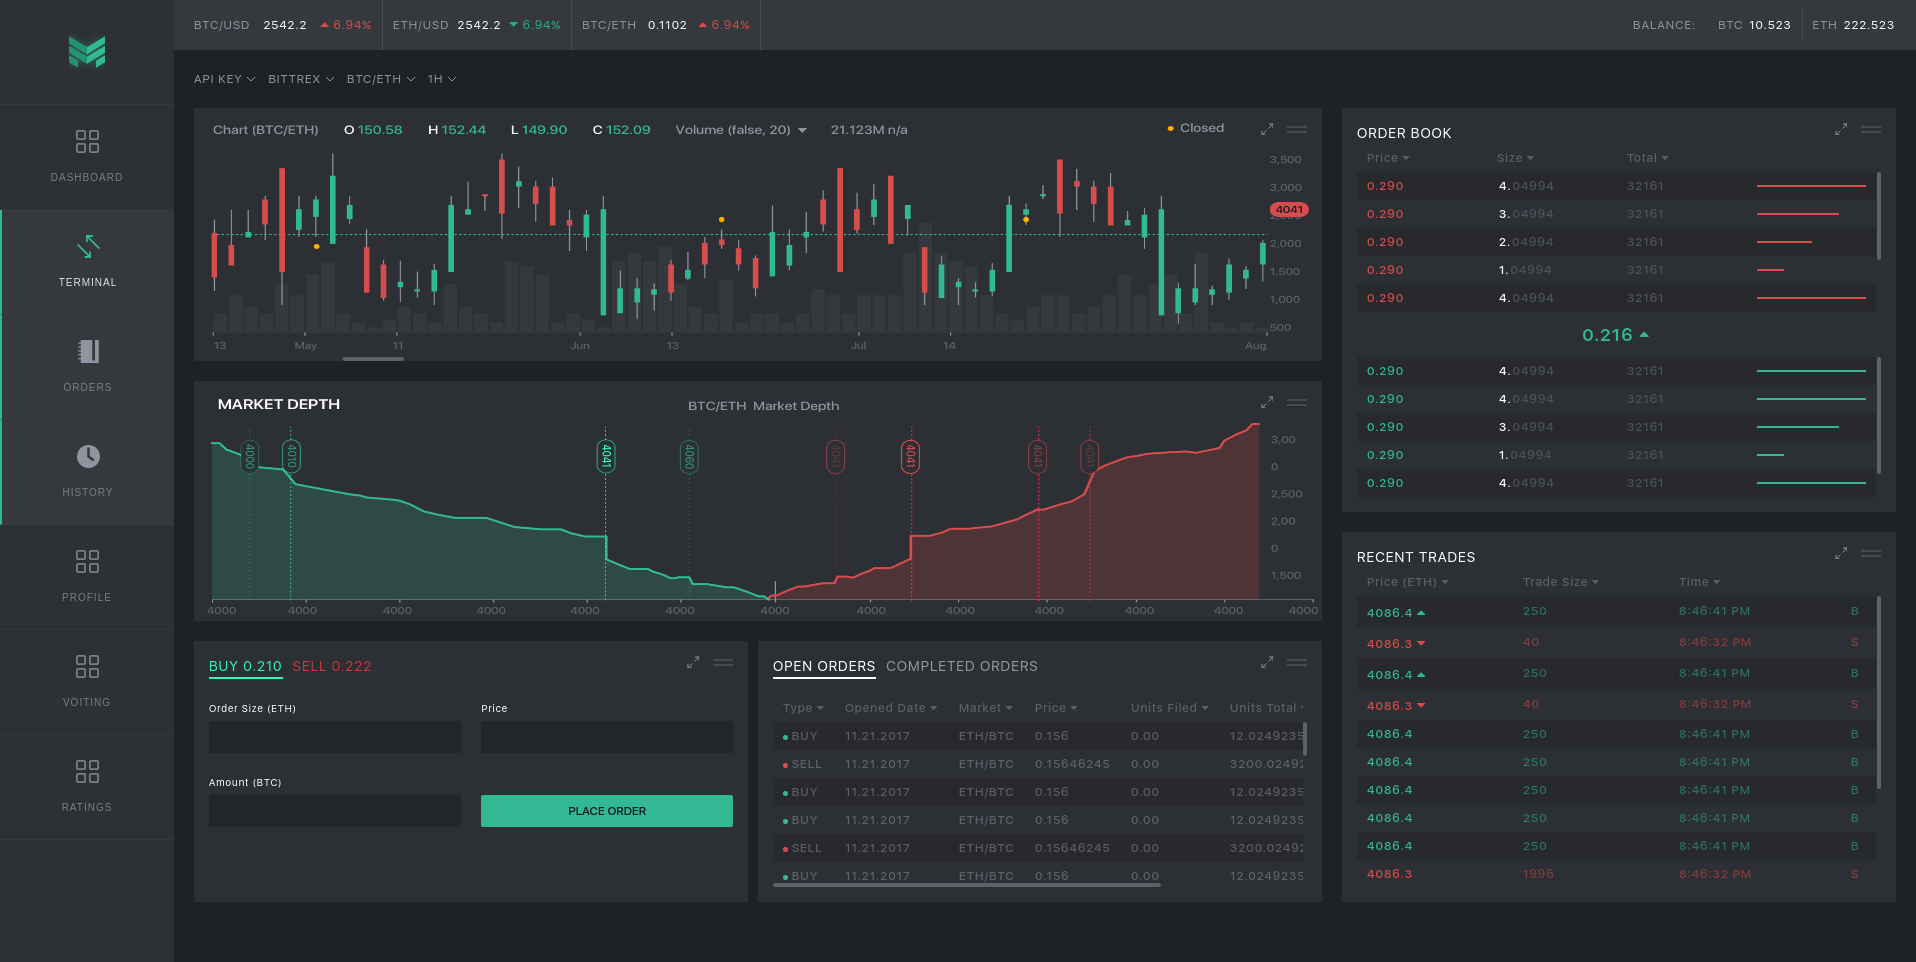 BTC/USD 2542.2 6.94% ETH/USD 2542.2 6.94% BTC/ETH 0.1102 6.94% BALANCE: BTC 10.523 ETH 222.523
API KEY BITTREX BTC/ETH 1H
DASHBOARD
TERMINAL
ORDERS
HISTORY
PROFILE
VOITING
RATINGS
Chart (BTC/ETH) O 150.58 H 152.44 L 149.90 C 152.09 Volume (false, 20) 21.123M n/a Closed
3,500
3,000
4041
2,000
1,500
1,000
500
13 May 11 Jun 13 Jul 14 Aug
MARKET DEPTH BTC/ETH Market Depth
4000 4010 4041 4060 4041 4041 4041 4041
3,00
0
2,500
2,00
0
1,500
4000 4000 4000 4000 4000 4000 4000 4000 4000 4000 4000 4000 4000
BUY 0.210 SELL 0.222
Order Size (ETH) Price
Amount (BTC)
PLACE ORDER
OPEN ORDERS COMPLETED ORDERS
Type Opened Date Market Price Units Filed Units Total
BUY 11.21.2017 ETH/BTC 0.156 0.00 12.0249235
SELL 11.21.2017 ETH/BTC 0.15646245 0.00 3200.02492
BUY 11.21.2017 ETH/BTC 0.156 0.00 12.0249235
BUY 11.21.2017 ETH/BTC 0.156 0.00 12.0249235
SELL 11.21.2017 ETH/BTC 0.15646245 0.00 3200.02492
BUY 11.21.2017 ETH/BTC 0.156 0.00 12.0249235
ORDER BOOK
Price Size Total
0.290 4.04994 32161
0.290 3.04994 32161
0.290 2.04994 32161
0.290 1.04994 32161
0.290 4.04994 32161
0.216
0.290 4.04994 32161
0.290 4.04994 32161
0.290 3.04994 32161
0.290 1.04994 32161
0.290 4.04994 32161
RECENT TRADES
Price (ETH) Trade Size Time
4086.4 250 8:46:41 PM B
4086.3 40 8:46:32 PM S
4086.4 250 8:46:41 PM B
4086.3 40 8:46:32 PM S
4086.4 250 8:46:41 PM B
4086.4 250 8:46:41 PM B
4086.4 250 8:46:41 PM B
4086.4 250 8:46:41 PM B
4086.4 250 8:46:41 PM B
4086.3 1996 8:46:32 PM S